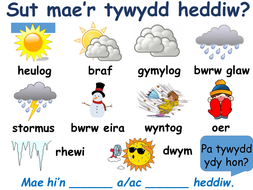 Sut mae'r tywydd heddiw?
heulog braf gymylog bwrw glaw
stormus bwrw eira wyntog oer
rhewi dwym
Pa tywydd ydy hon?
Mae hi'n ______ a/ac ______ heddiw.